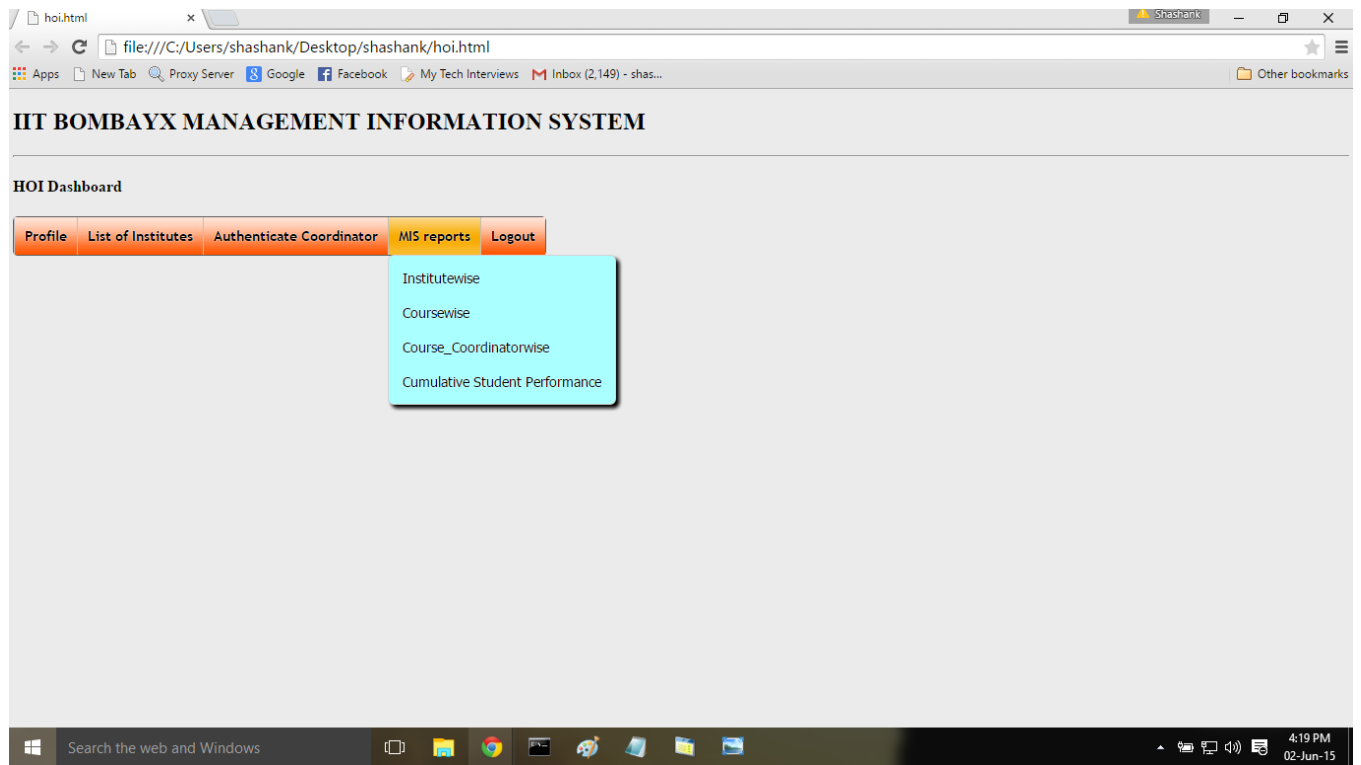 hoi.html
Shashank
file:///C:/Users/shashank/Desktop/shashank/hoi.html
Apps New Tab Proxy Server Google Facebook My Tech Interviews Inbox (2,149) - shas... Other bookmarks
IIT BOMBAYX MANAGEMENT INFORMATION SYSTEM
HOI Dashboard
Profile List of Institutes Authenticate Coordinator MIS reports Logout
Institutewise
Coursewise
Course_Coordinatorwise
Cumulative Student Performance
Search the web and Windows
4:19 PM
02-Jun-15